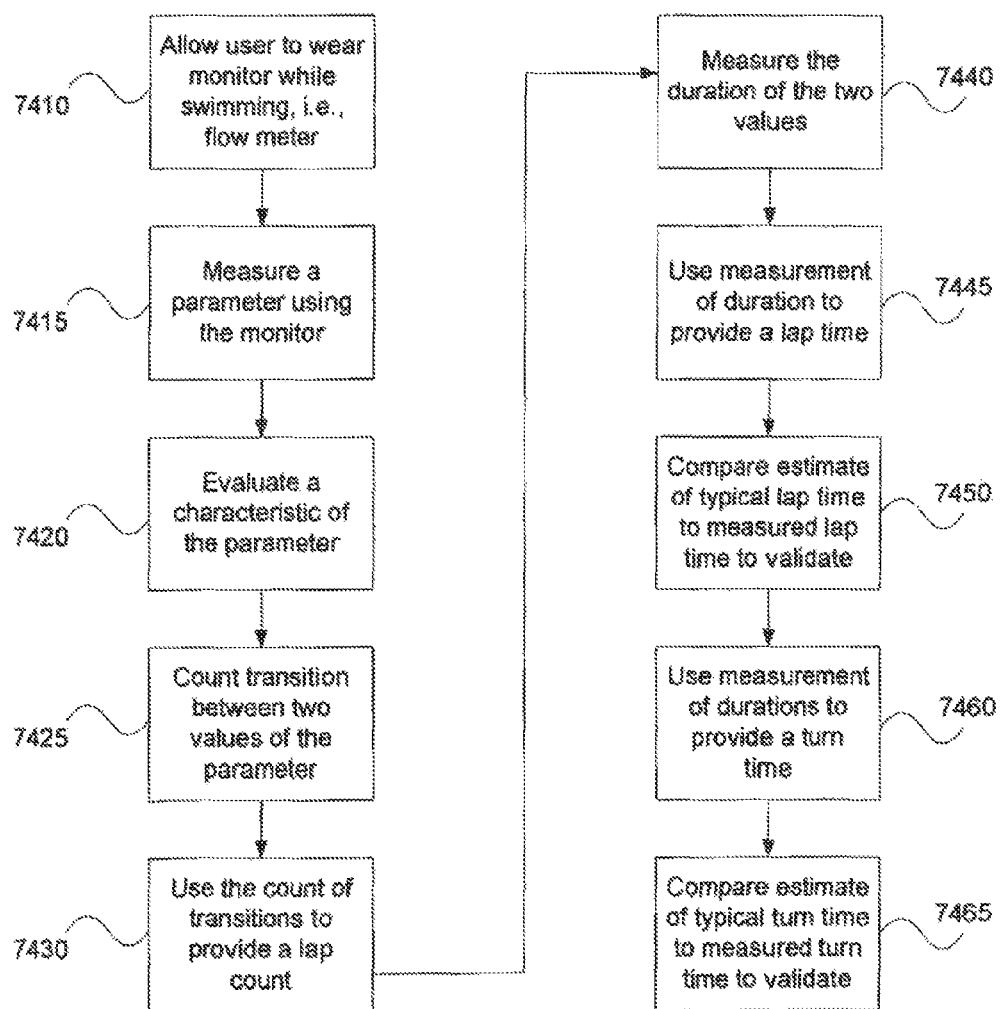 7410
Allow user to wear
monitor while
swimming, i.e.,
flow meter
7415
Measure a
parameter using
the monitor
7420
Evaluate a
characteristic of
the parameter
7425
Count transition
between two
values of the
parameter
7430
Use the count of
transitions to
provide a lap
count
Measure the
duration of the two
values
7440
Use measurement
of duration to
provide a lap time
7445
Compare estimate
of typical lap time
to measured lap
time to validate
7450
Use measurement
of durations to
provide a turn
time
7460
Compare estimate
of typical turn time
to measured turn
time to validate
7465